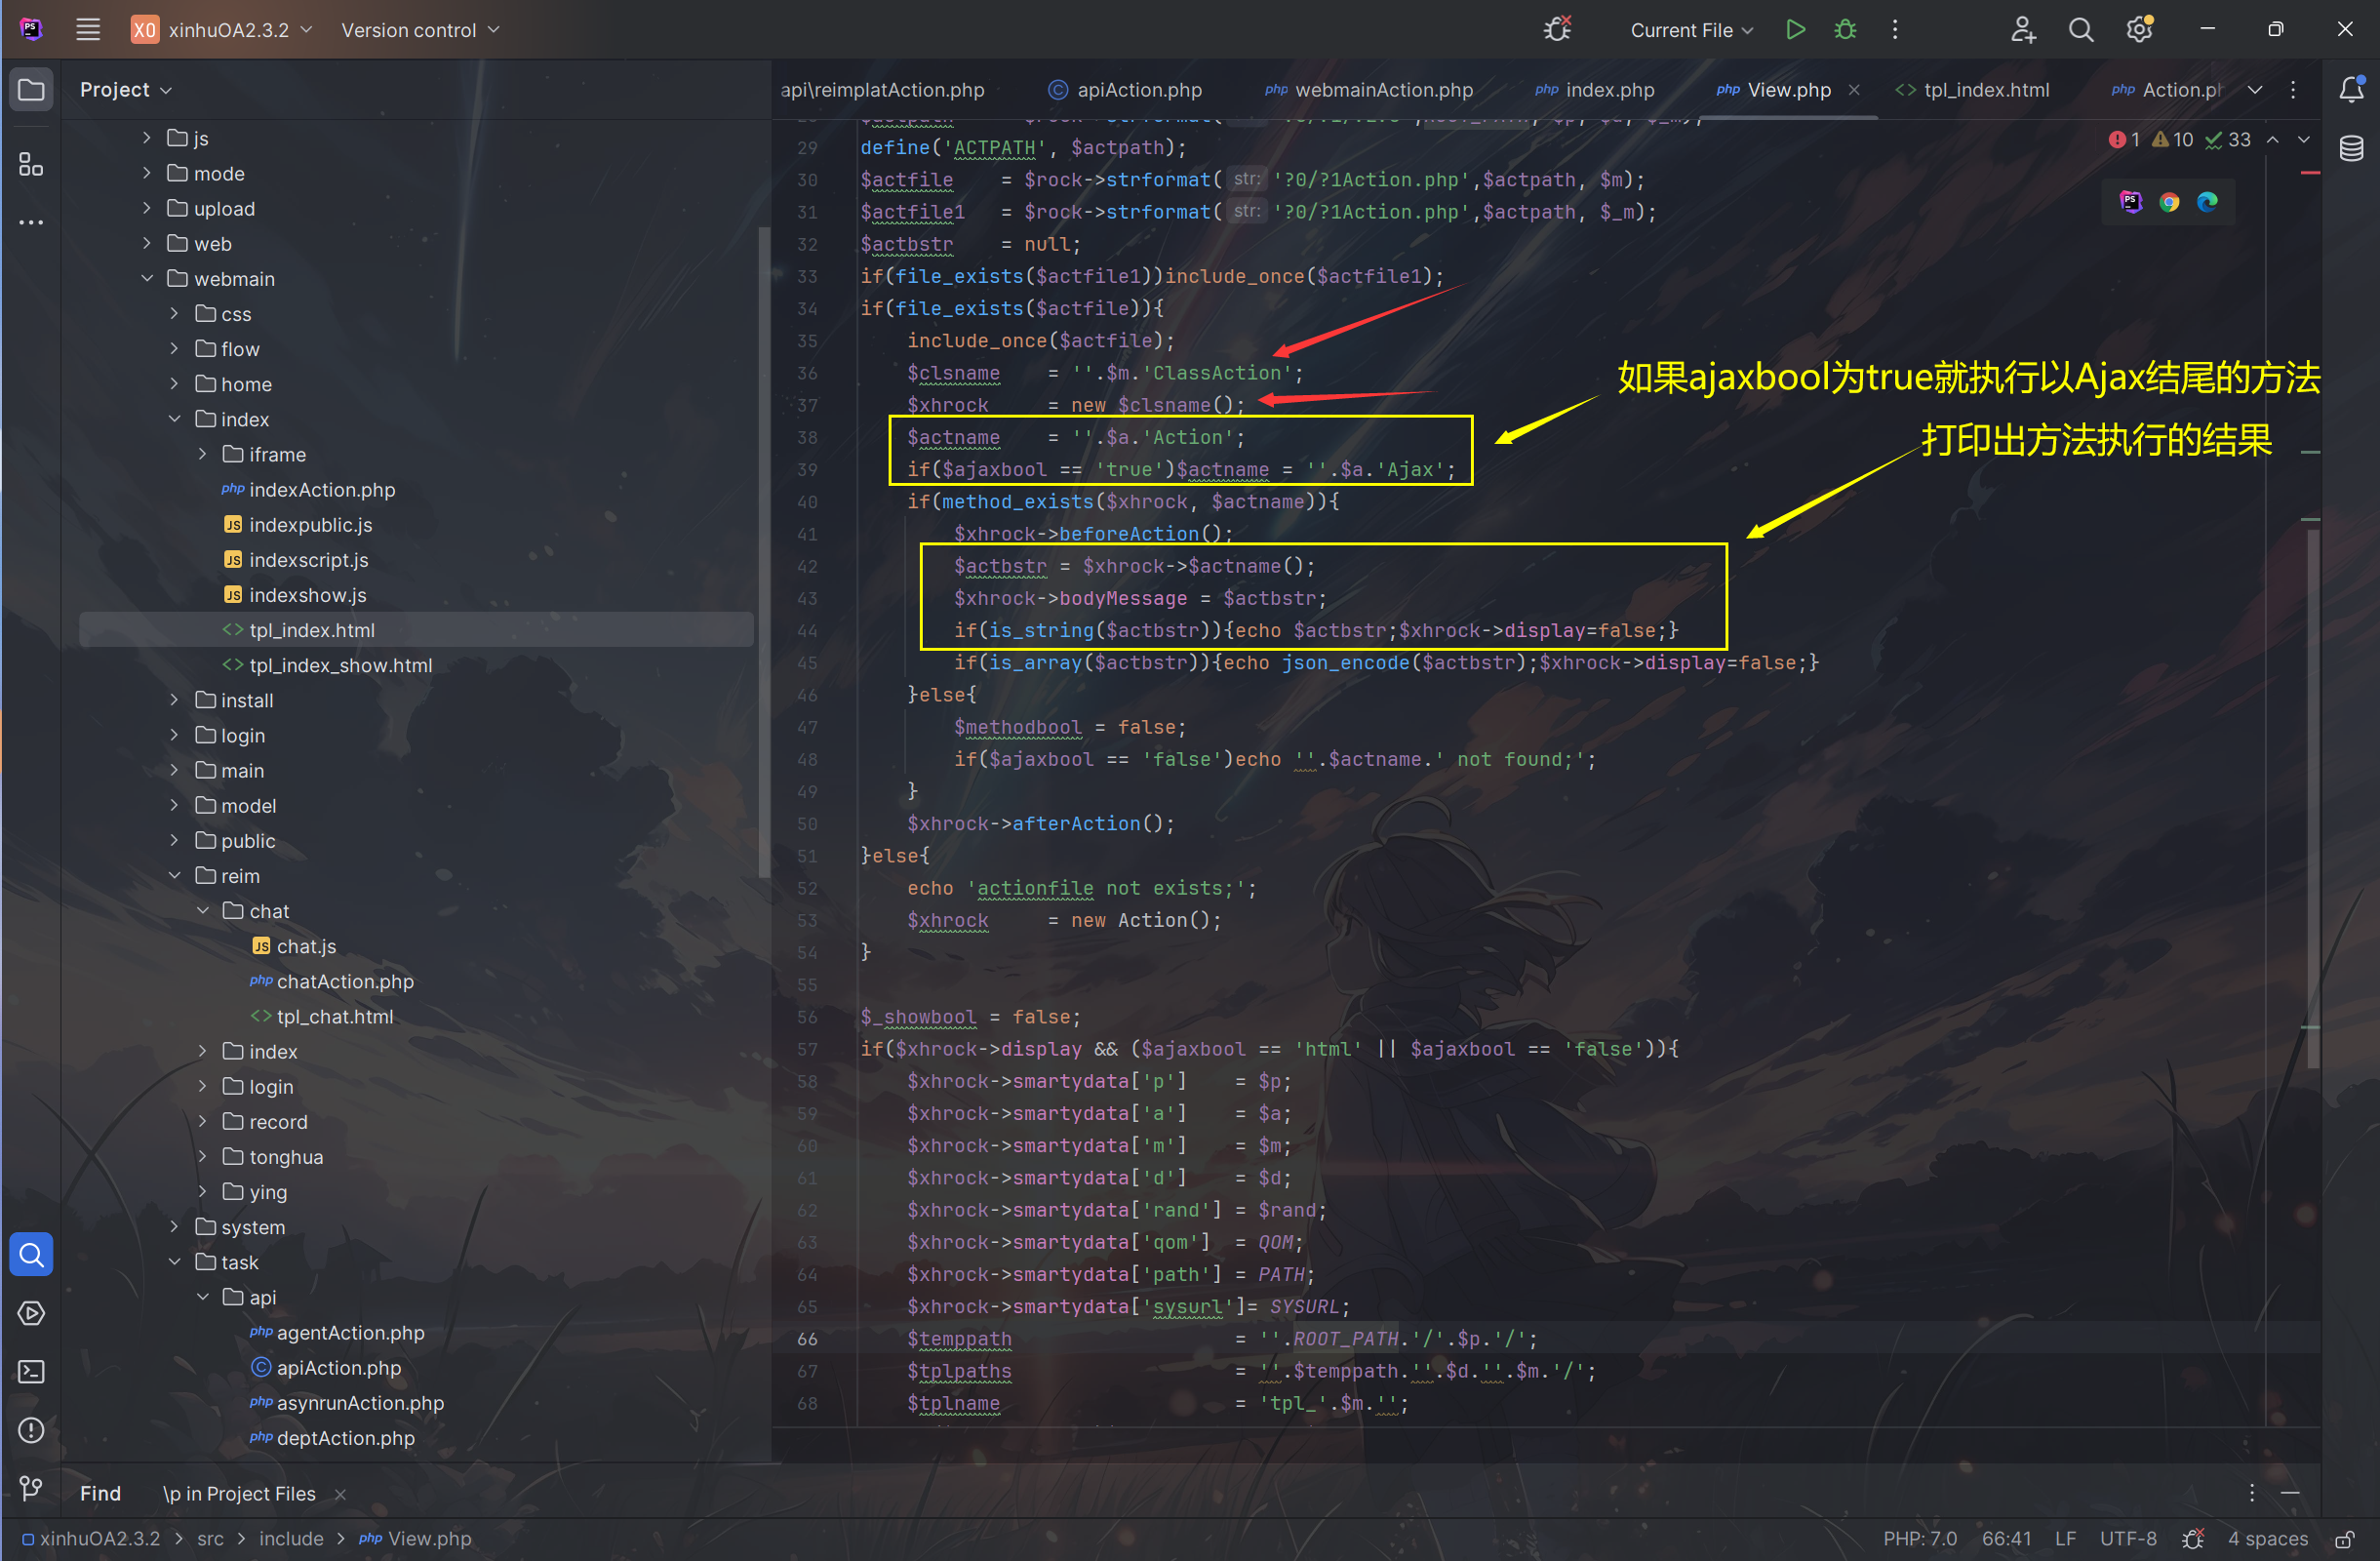 XO xinhuOA2.3.2 Version control Current File
Project
js
mode
upload
web
webmain
css
flow
home
index
iframe
indexAction.php
indexpublic.js
indexscript.js
indexshow.js
tpl_index.html
tpl_index_show.html
install
login
main
model
public
reim
chat
chat.js
chatAction.php
tpl_chat.html
index
login
record
tonghua
ying
system
task
api
agentAction.php
apiAction.php
asynrunAction.php
deptAction.php
api\reimplatAction.php apiAction.php webmainAction.php index.php View.php tpl_index.html Action.p
1 10 33
29 define('ACTPATH', $actpath);
30 $actfile = $rock->strformat( str: '?0/?1Action.php',$actpath, $m);
31 $actfile1 = $rock->strformat( str: '?0/?1Action.php',$actpath, $_m);
32 $actbstr = null;
33 if(file_exists($actfile1))include_once($actfile1);
34 if(file_exists($actfile)){
35 include_once($actfile);
36 $clsname = ''.$m.'ClassAction';
37 $xhrock = new $clsname();
38 $actname = ''.$a.'Action';
39 if($ajaxbool == 'true')$actname = ''.$a.'Ajax';
40 if(method_exists($xhrock, $actname)){
41 $xhrock->beforeAction();
42 $actbstr = $xhrock->$actname();
43 $xhrock->bodyMessage = $actbstr;
44 if(is_string($actbstr)){echo $actbstr;$xhrock->display=false;}
45 if(is_array($actbstr)){echo json_encode($actbstr);$xhrock->display=false;}
46 }else{
47 $methodbool = false;
48 if($ajaxbool == 'false')echo ''.$actname.' not found;';
49 }
50 $xhrock->afterAction();
51 }else{
52 echo 'actionfile not exists;';
53 $xhrock = new Action();
54 }
55
56 $_showbool = false;
57 if($xhrock->display && ($ajaxbool == 'html' || $ajaxbool == 'false')){
58 $xhrock->smartydata['p'] = $p;
59 $xhrock->smartydata['a'] = $a;
60 $xhrock->smartydata['m'] = $m;
61 $xhrock->smartydata['d'] = $d;
62 $xhrock->smartydata['rand'] = $rand;
63 $xhrock->smartydata['qom'] = QOM;
64 $xhrock->smartydata['path'] = PATH;
65 $xhrock->smartydata['sysurl']= SYSURL;
66 $temppath = ''.ROOT_PATH.'/'.$p.'/';
67 $tplpaths = ''.$temppath.''.$d.''.$m.'/';
68 $tplname = 'tpl_'.$m.'';
如果ajaxbool为true就执行以Ajax结尾的方法
打印出方法执行的结果
Find \p in Project Files
xinhuOA2.3.2 > src > include > View.php PHP: 7.0 66:41 LF UTF-8 4 spaces